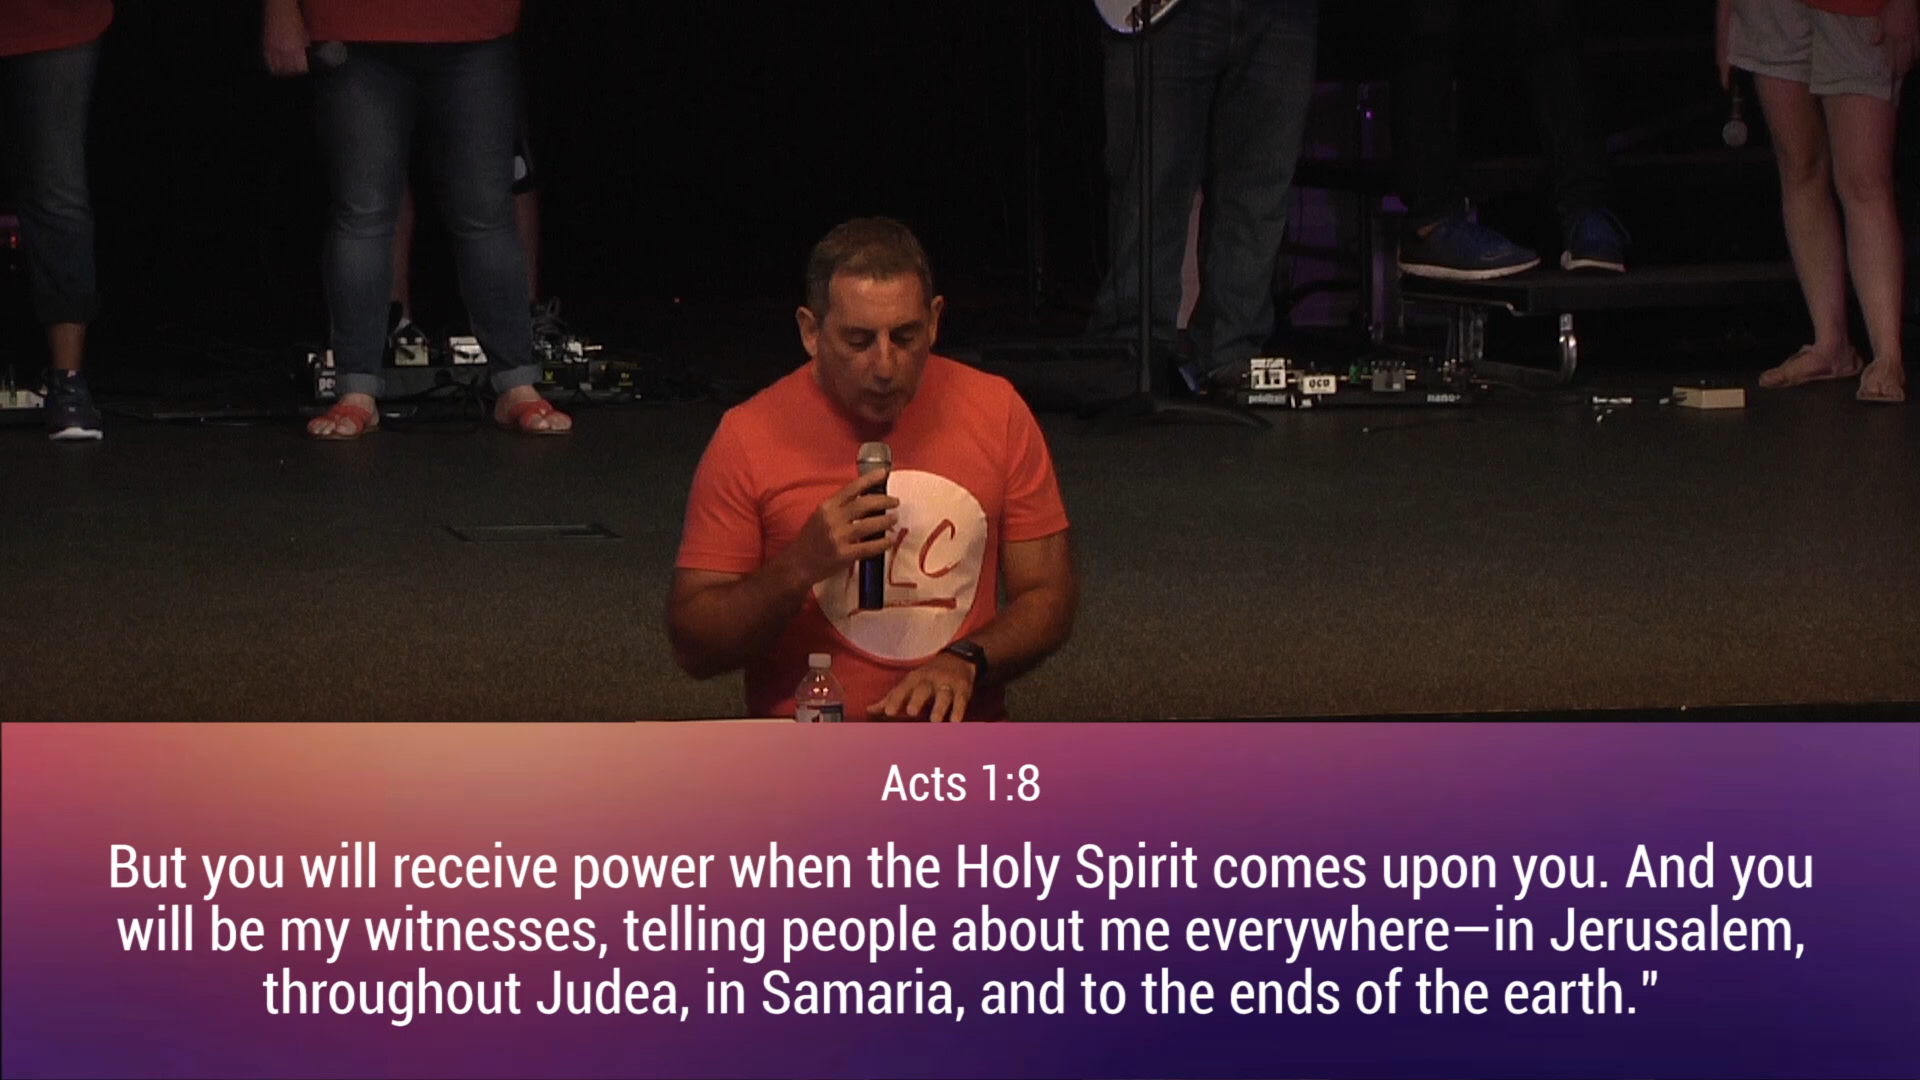 LC
Acts 1:8
But you will receive power when the Holy Spirit comes upon you. And you
will be my witnesses, telling people about me everywhere—in Jerusalem,
throughout Judea, in Samaria, and to the ends of the earth."